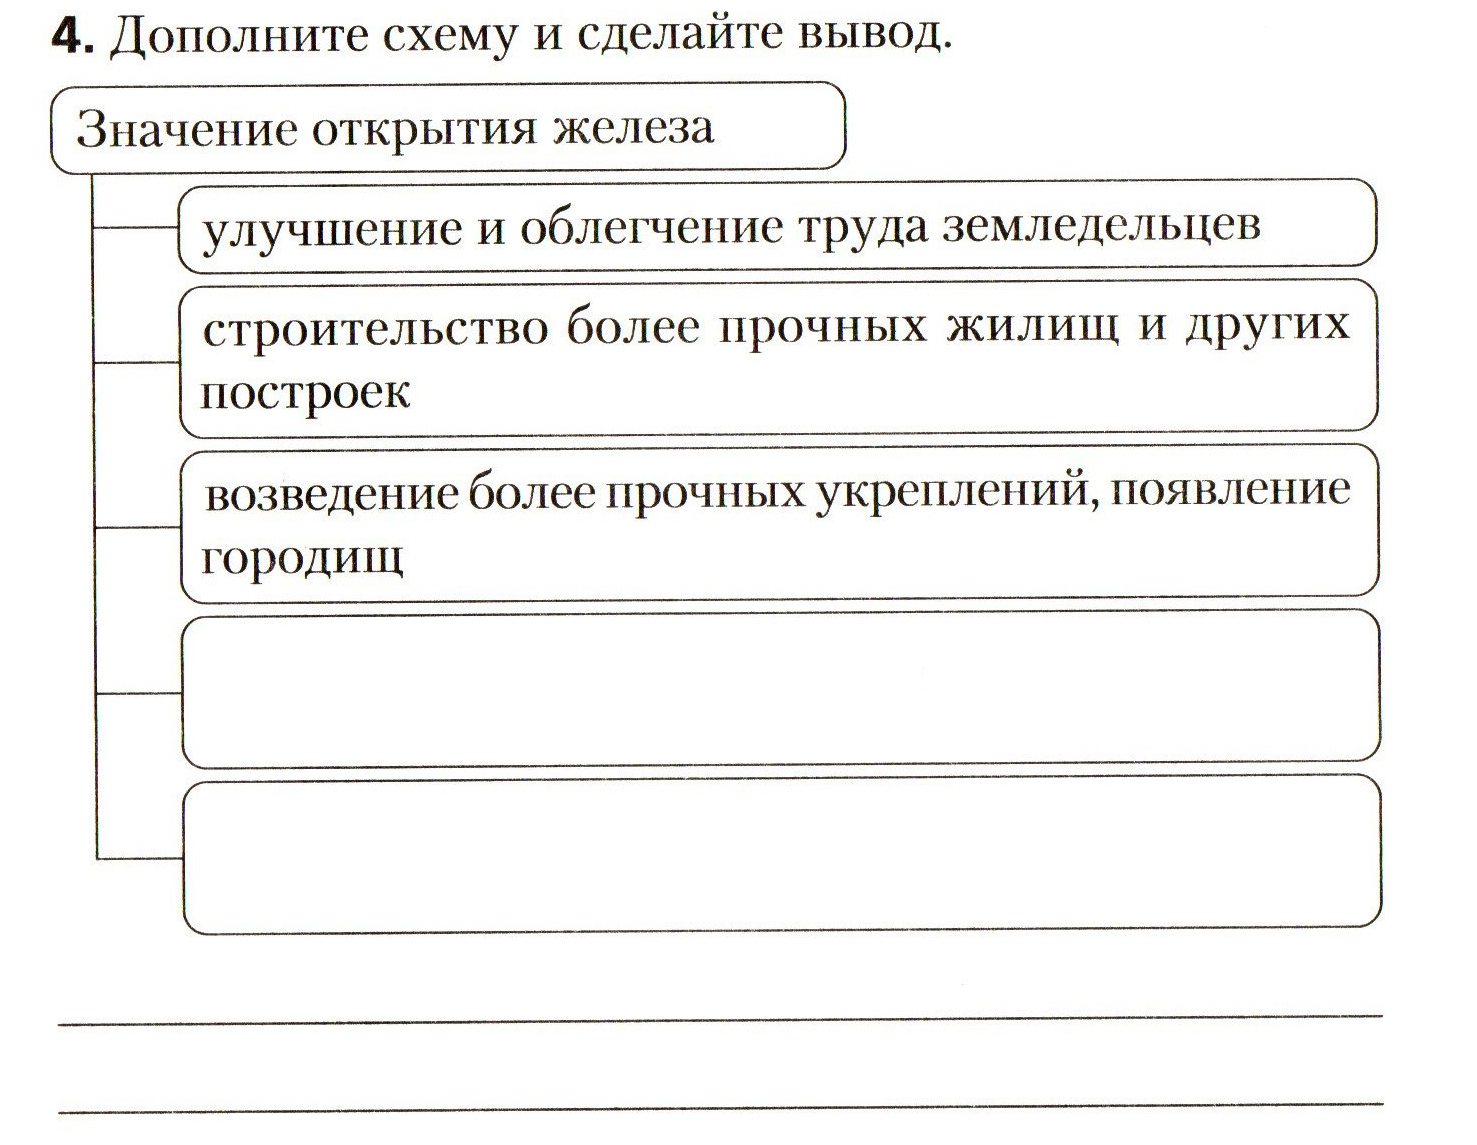 4. Дополните схему и сделайте вывод.
Значение открытия железа
улучшение и облегчение труда земледельцев
строительство более прочных жилищ и других
построек
возведение более прочных укреплений, появление
городищ